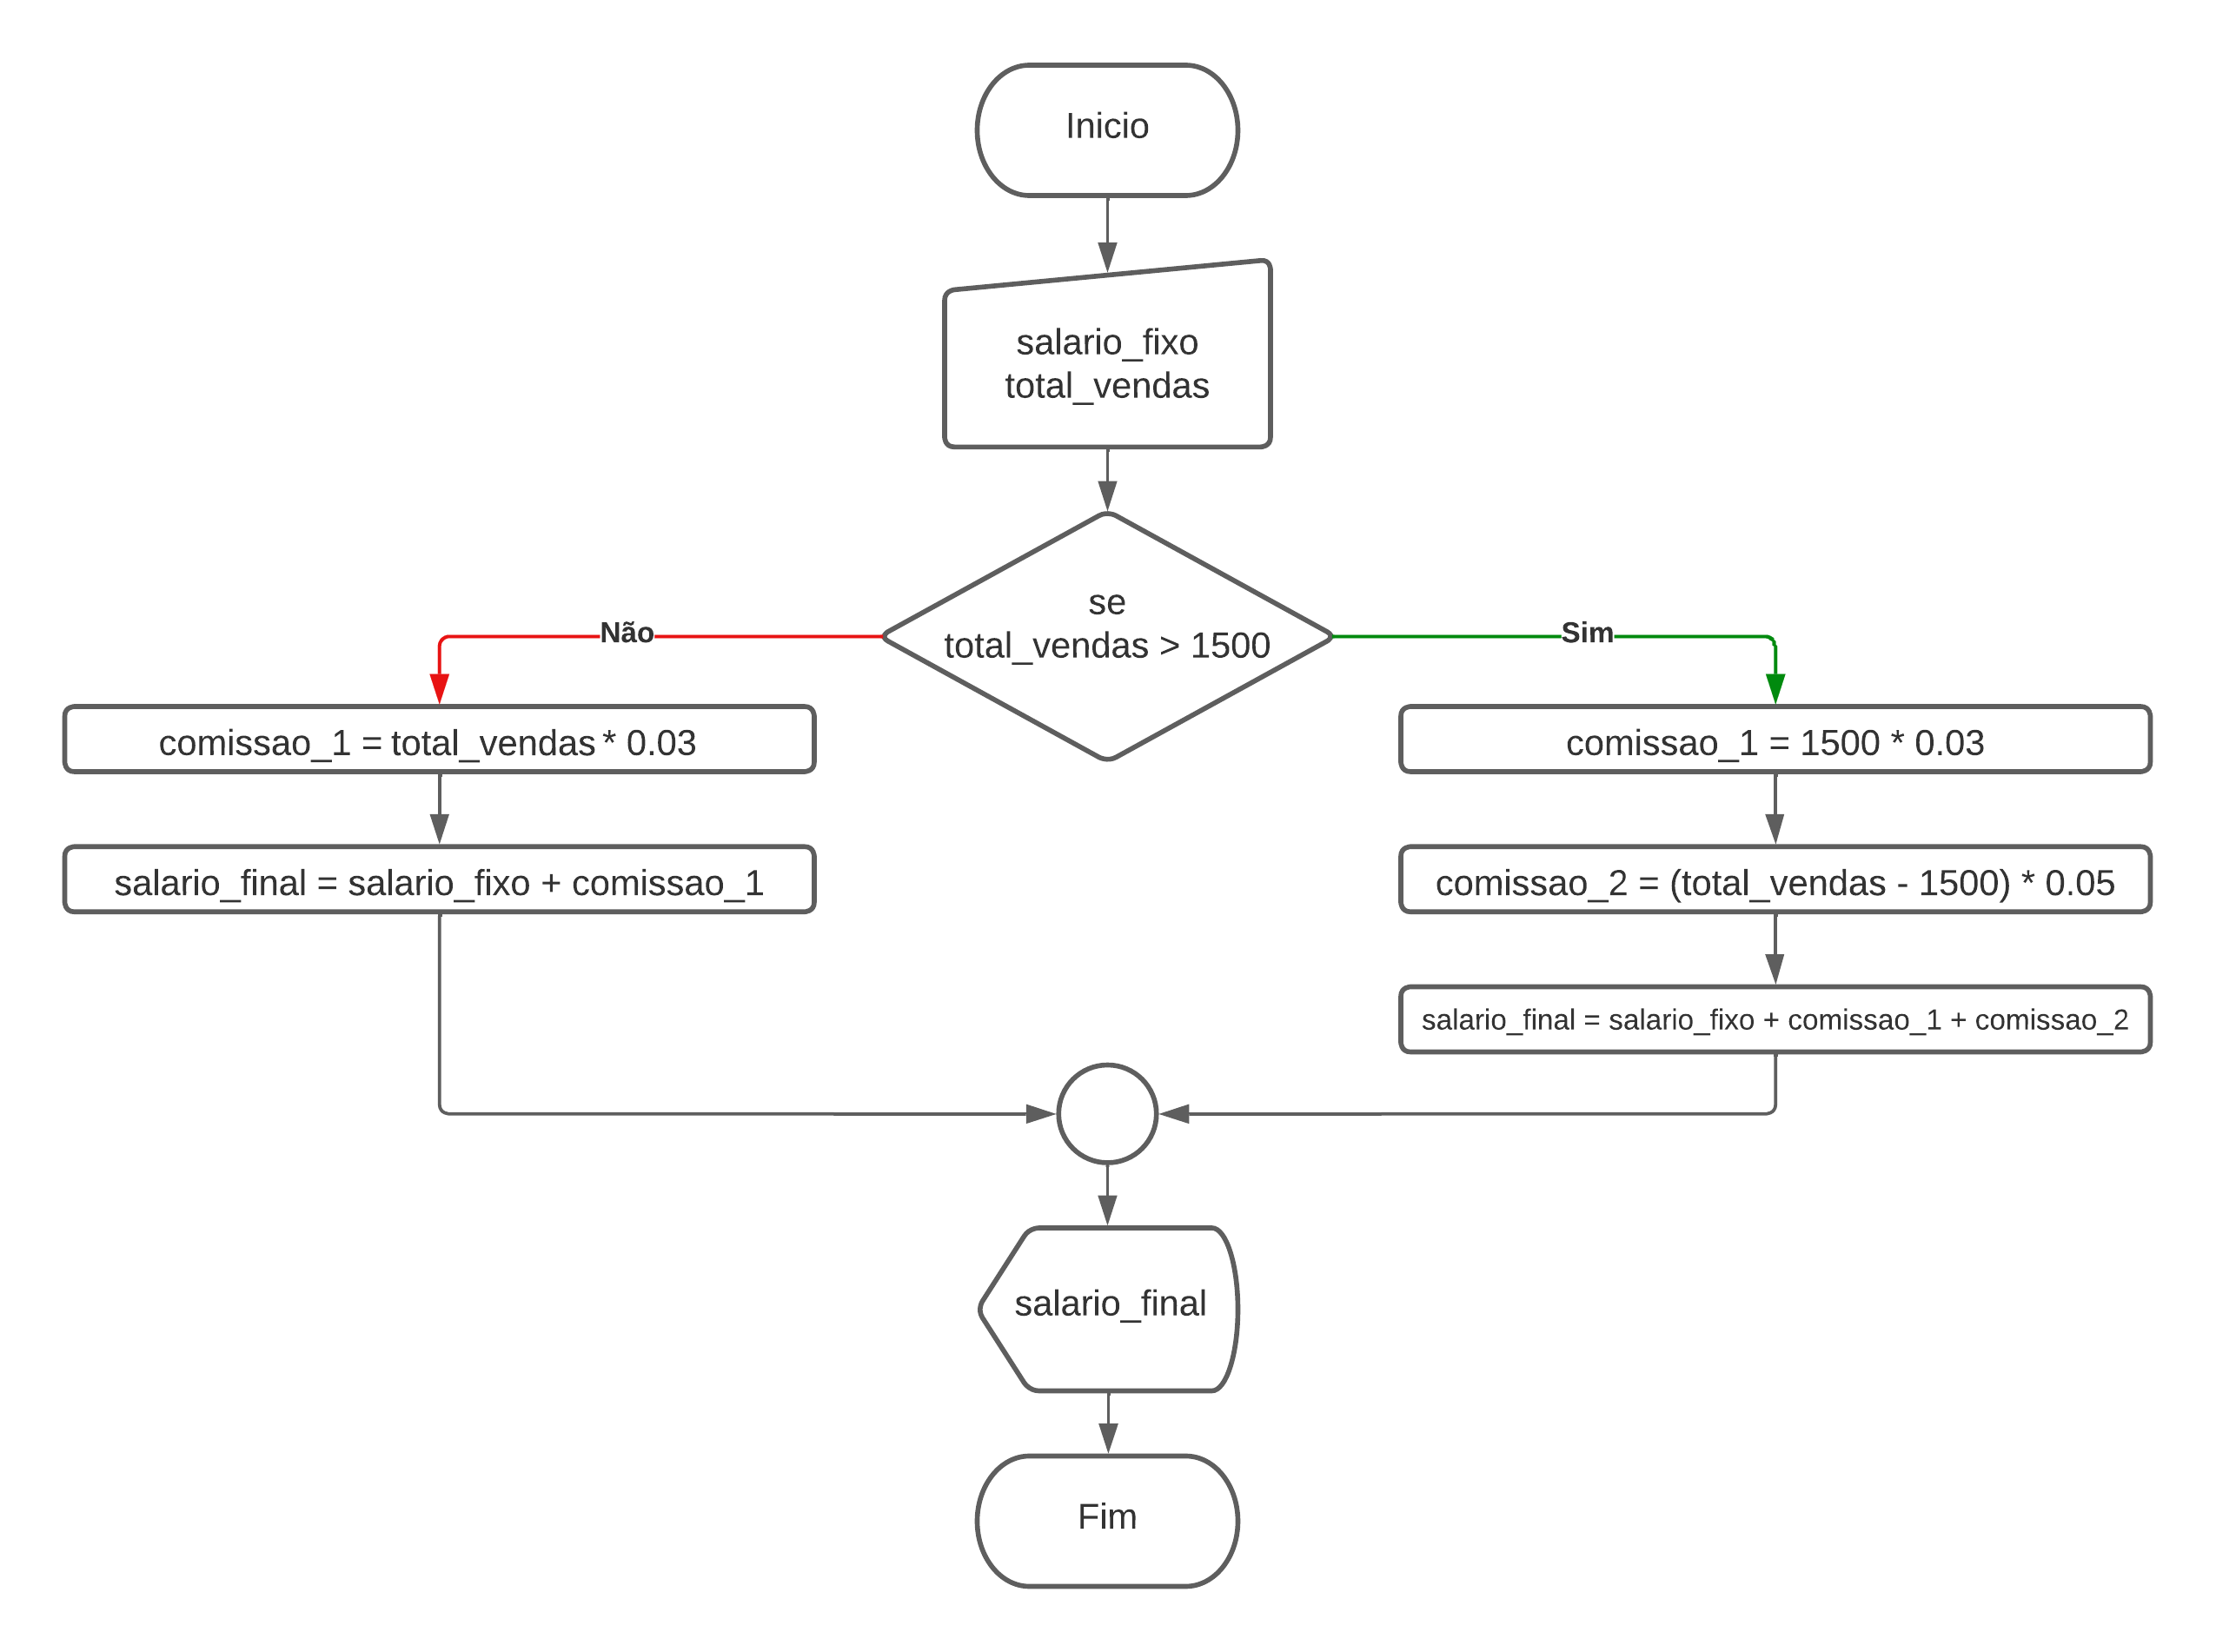 Inicio
salario_fixo
total_vendas
se
total_vendas > 1500
Não
Sim
comissao_1 = total_vendas * 0.03
salario_final = salario_fixo + comissao_1
comissao_1 = 1500 * 0.03
comissao_2 = (total_vendas - 1500) * 0.05
salario_final = salario_fixo + comissao_1 + comissao_2
salario_final
Fim